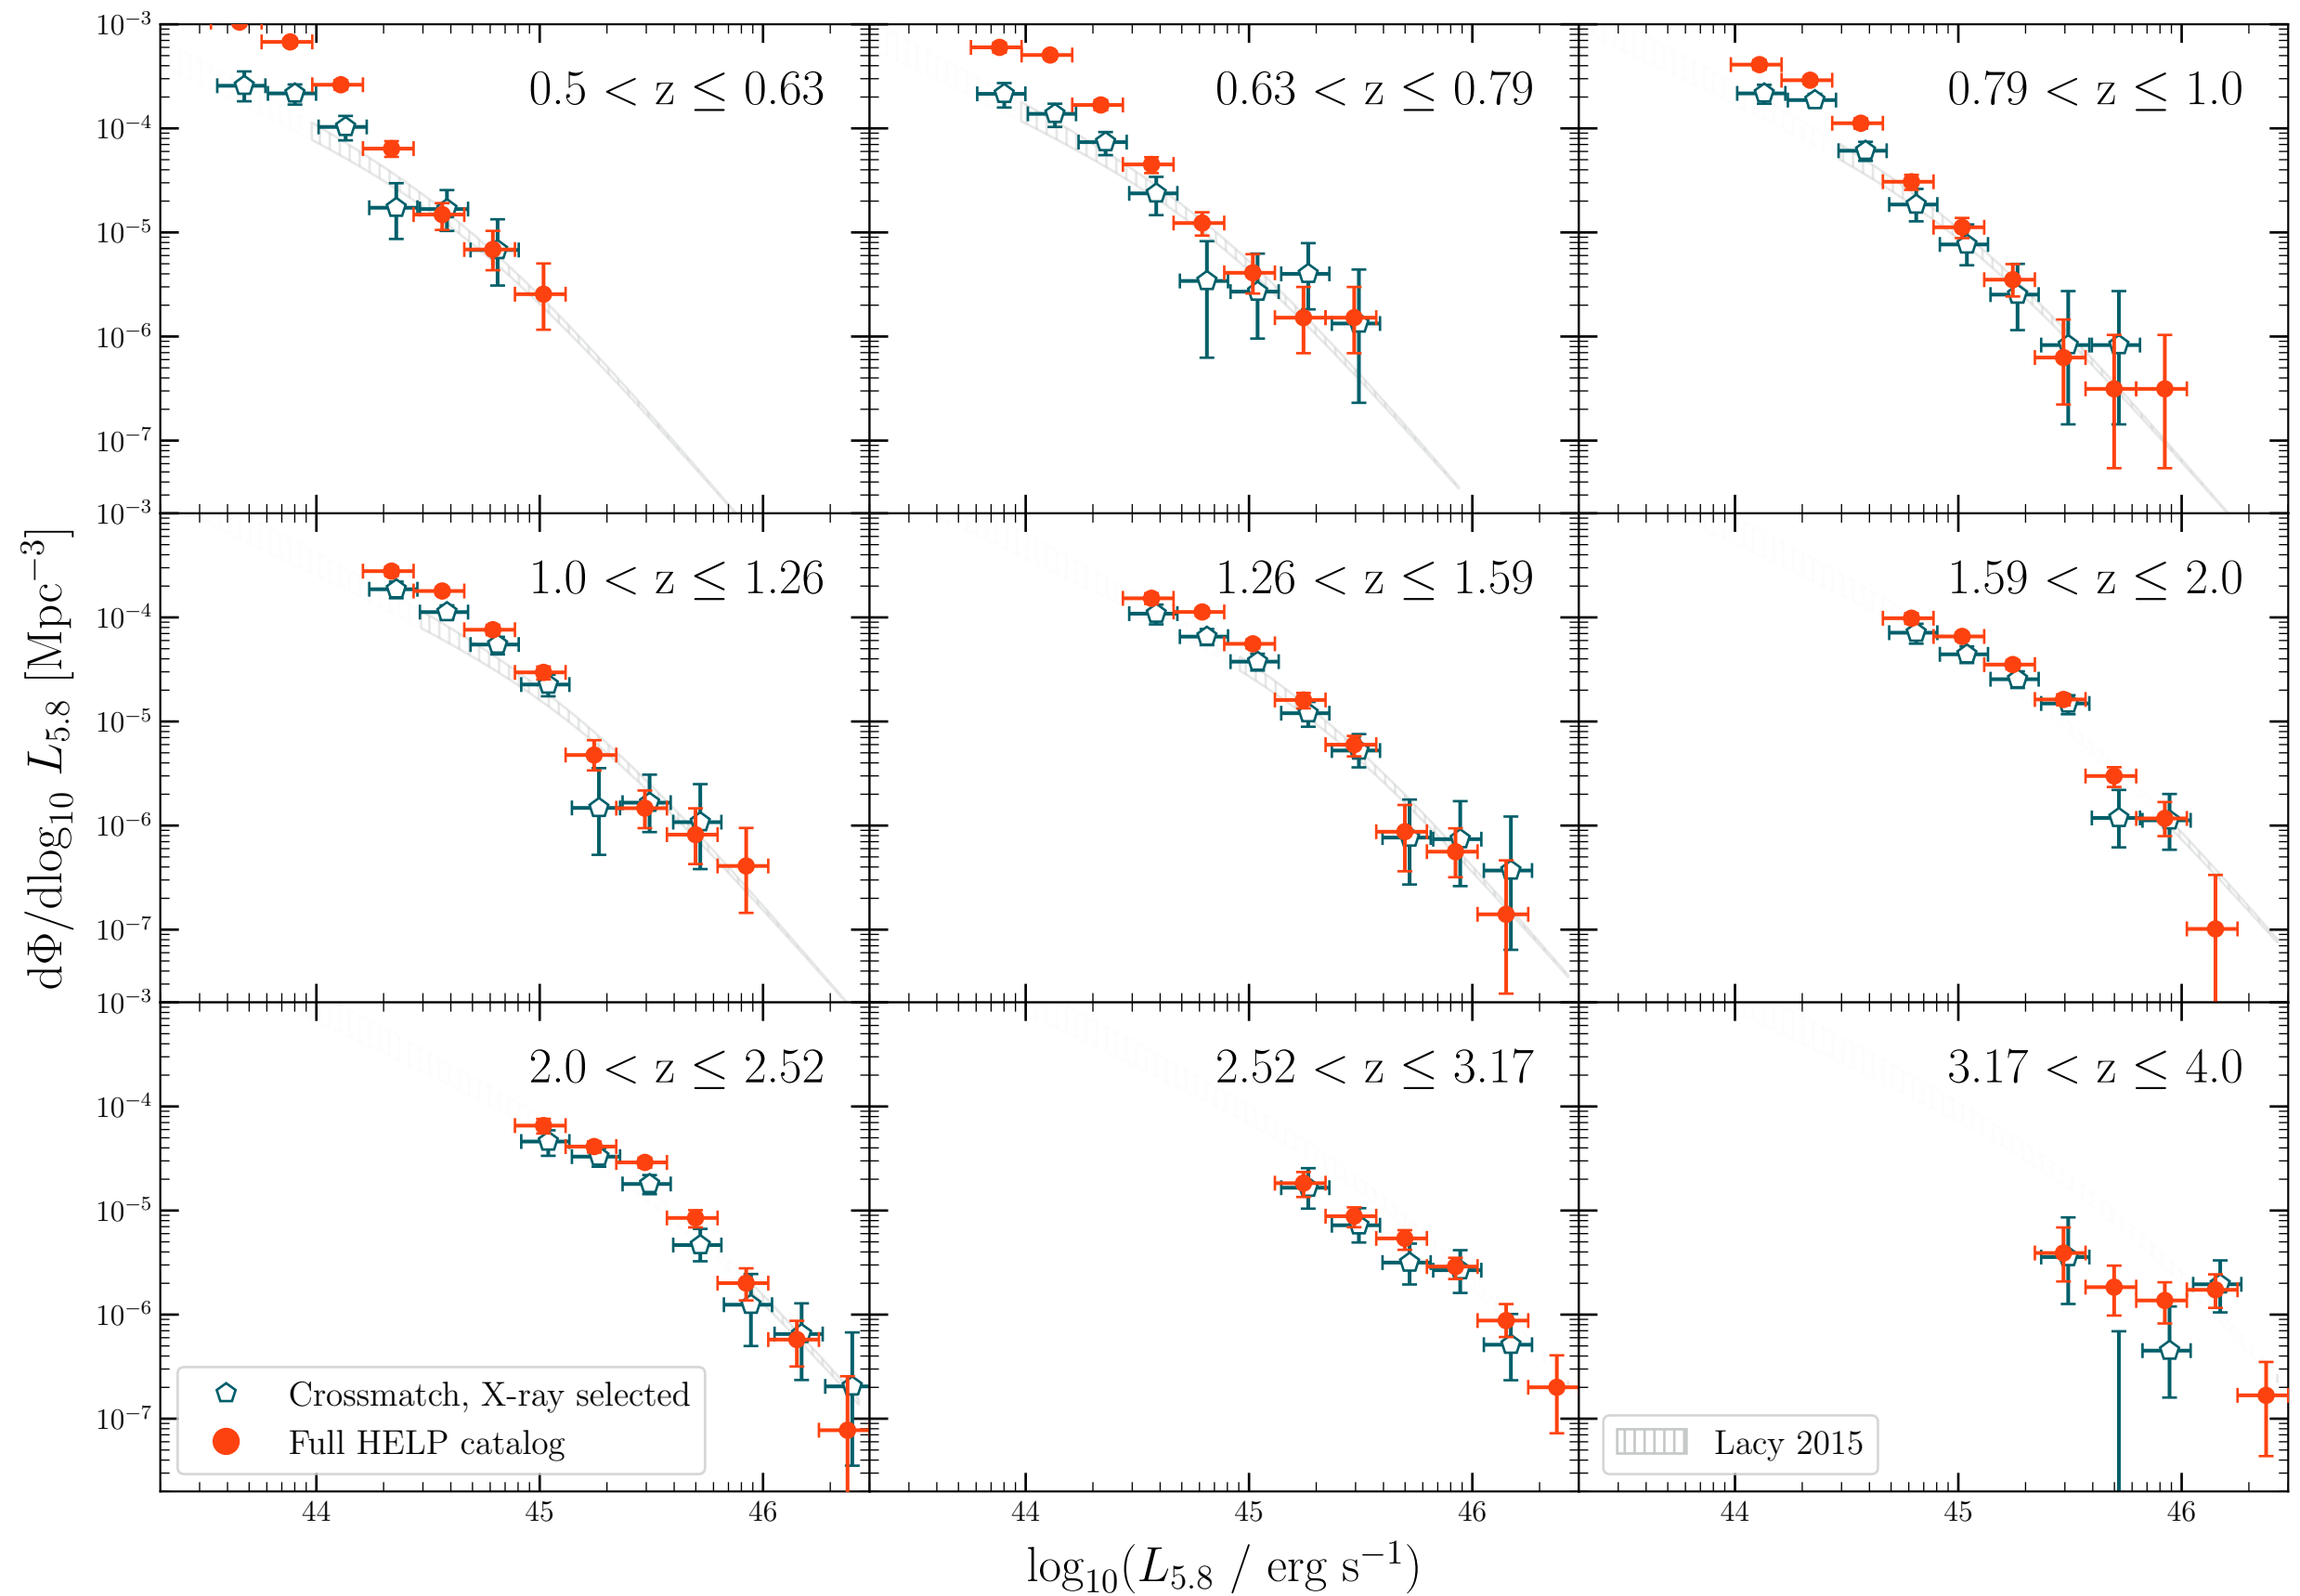 10⁻³
0.5 < z ≤ 0.63
0.63 < z ≤ 0.79
0.79 < z ≤ 1.0
10⁻⁴
10⁻⁵
10⁻⁶
10⁻⁷
10⁻³
1.0 < z ≤ 1.26
1.26 < z ≤ 1.59
1.59 < z ≤ 2.0
10⁻⁴
10⁻⁵
10⁻⁶
10⁻⁷
10⁻³
2.0 < z ≤ 2.52
2.52 < z ≤ 3.17
3.17 < z ≤ 4.0
10⁻⁴
10⁻⁵
10⁻⁶
10⁻⁷
dΦ/dlog₁₀ L₅.₈ [Mpc⁻³]
Crossmatch, X-ray selected
Full HELP catalog
Lacy 2015
44 45 46 44 45 46 44 45 46
log₁₀(L₅.₈ / erg s⁻¹)